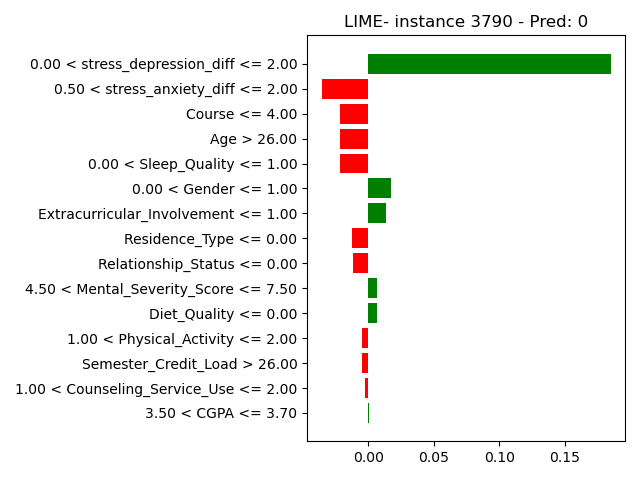 LIME- instance 3790 - Pred: 0
0.00 < stress_depression_diff <= 2.00
0.50 < stress_anxiety_diff <= 2.00
Course <= 4.00
Age > 26.00
0.00 < Sleep_Quality <= 1.00
0.00 < Gender <= 1.00
Extracurricular_Involvement <= 1.00
Residence_Type <= 0.00
Relationship_Status <= 0.00
4.50 < Mental_Severity_Score <= 7.50
Diet_Quality <= 0.00
1.00 < Physical_Activity <= 2.00
Semester_Credit_Load > 26.00
1.00 < Counseling_Service_Use <= 2.00
3.50 < CGPA <= 3.70
0.00 0.05 0.10 0.15